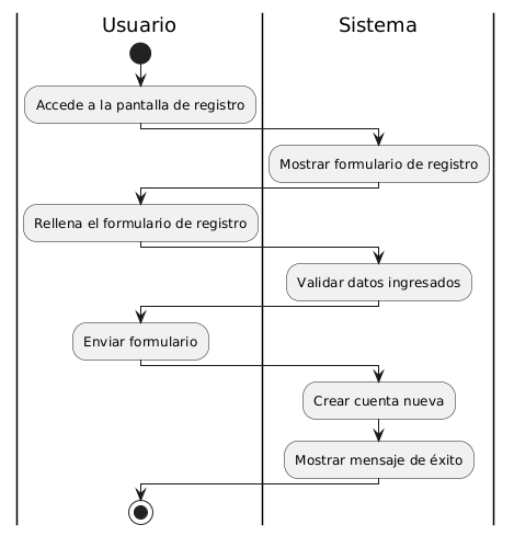 Usuario
Sistema
Accede a la pantalla de registro
Mostrar formulario de registro
Rellena el formulario de registro
Validar datos ingresados
Enviar formulario
Crear cuenta nueva
Mostrar mensaje de éxito